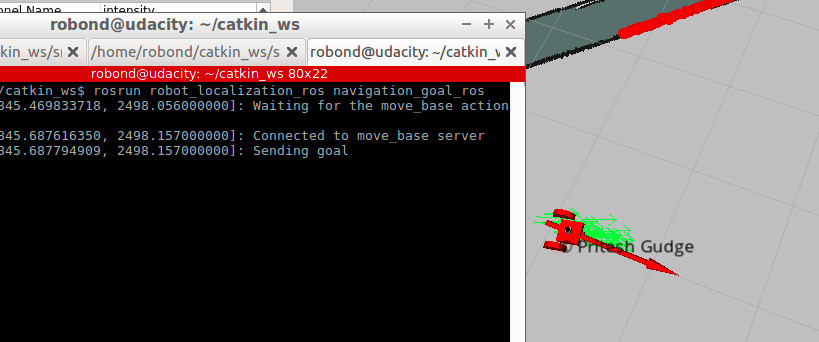 nnel Name intensity
robond@udacity: ~/catkin_ws
kin_ws/s /home/robond/catkin_ws/s robond@udacity: ~/catkin_
robond@udacity: ~/catkin_ws 80x22
/catkin_ws$ rosrun robot_localization_ros navigation_goal_ros
845.469833718, 2498.056000000]: Waiting for the move_base action
845.687616350, 2498.157000000]: Connected to move_base server
845.687794909, 2498.157000000]: Sending goal
© Pritesh Gudge